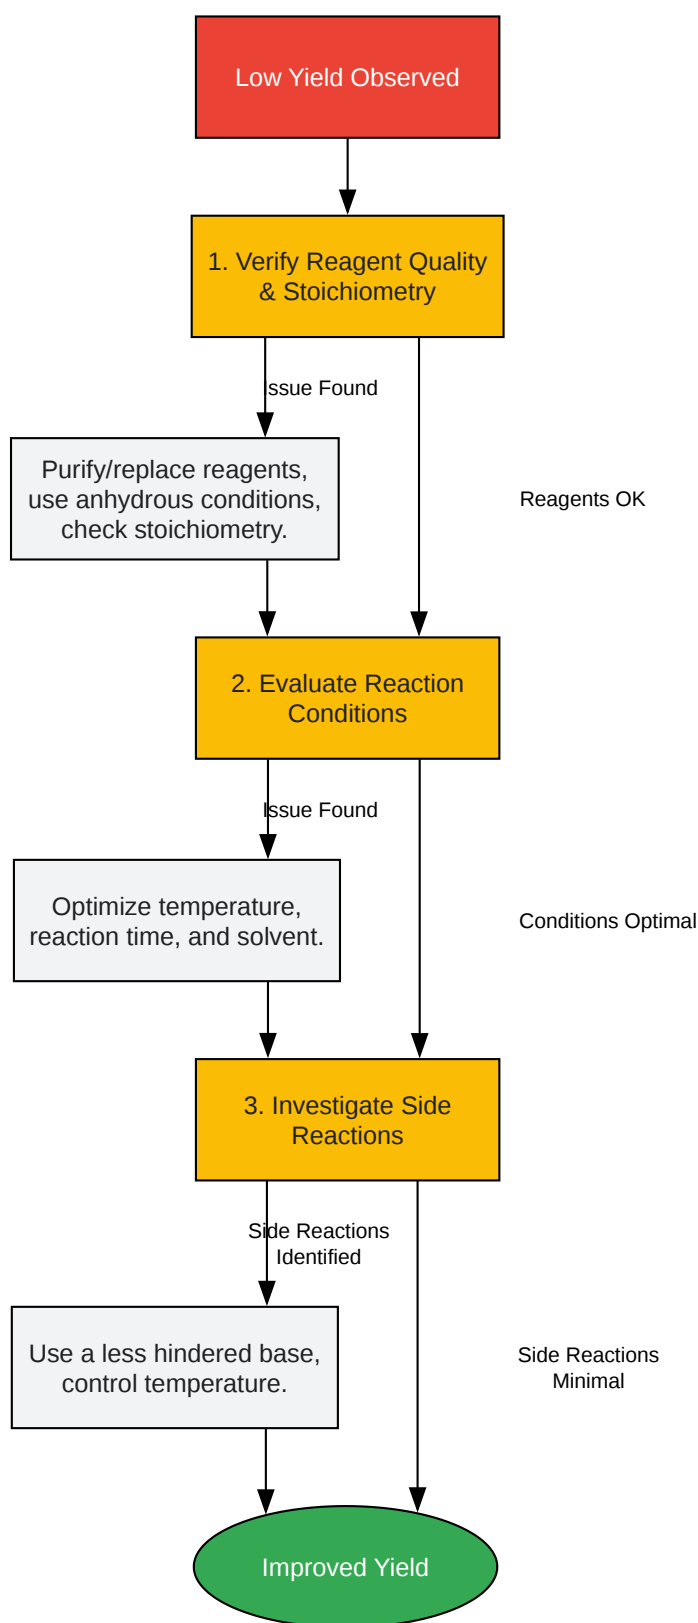 Low Yield Observed
1. Verify Reagent Quality
& Stoichiometry
Issue Found
Purify/replace reagents,
use anhydrous conditions,
check stoichiometry.
Reagents OK
2. Evaluate Reaction
Conditions
Issue Found
Optimize temperature,
reaction time, and solvent.
Conditions Optimal
3. Investigate Side
Reactions
Side Reactions
Identified
Use a less hindered base,
control temperature.
Side Reactions
Minimal
Improved Yield